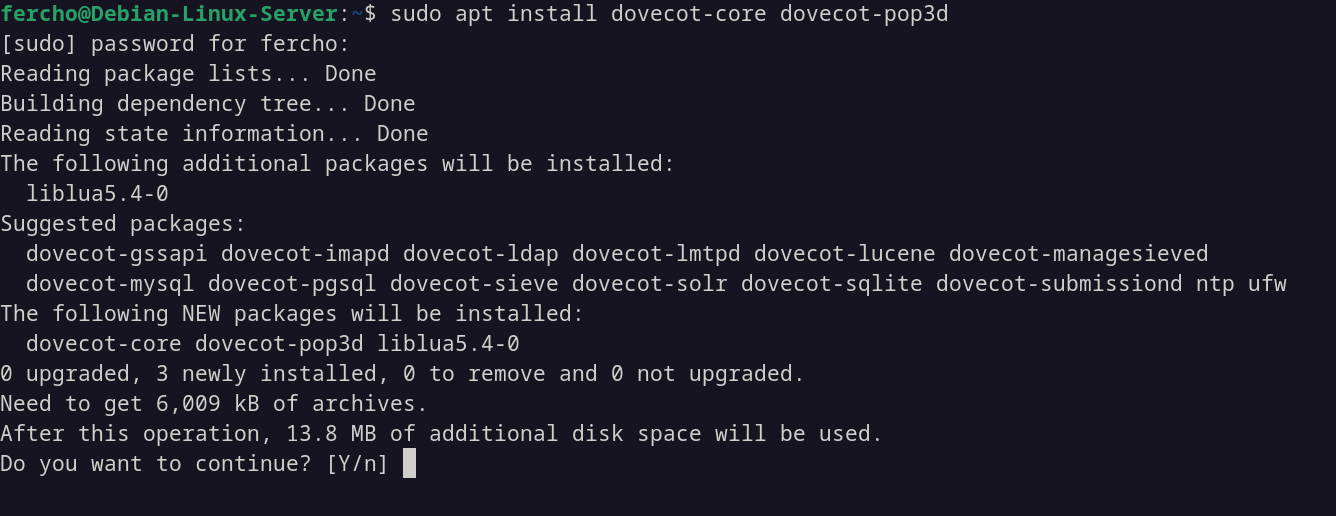 fercho@Debian-Linux-Server:~$ sudo apt install dovecot-core dovecot-pop3d
[sudo] password for fercho:
Reading package lists... Done
Building dependency tree... Done
Reading state information... Done
The following additional packages will be installed:
  liblua5.4-0
Suggested packages:
  dovecot-gssapi dovecot-imapd dovecot-ldap dovecot-lmtpd dovecot-lucene dovecot-managesieved
  dovecot-mysql dovecot-pgsql dovecot-sieve dovecot-solr dovecot-sqlite dovecot-submissiond ntp ufw
The following NEW packages will be installed:
  dovecot-core dovecot-pop3d liblua5.4-0
0 upgraded, 3 newly installed, 0 to remove and 0 not upgraded.
Need to get 6,009 kB of archives.
After this operation, 13.8 MB of additional disk space will be used.
Do you want to continue? [Y/n]